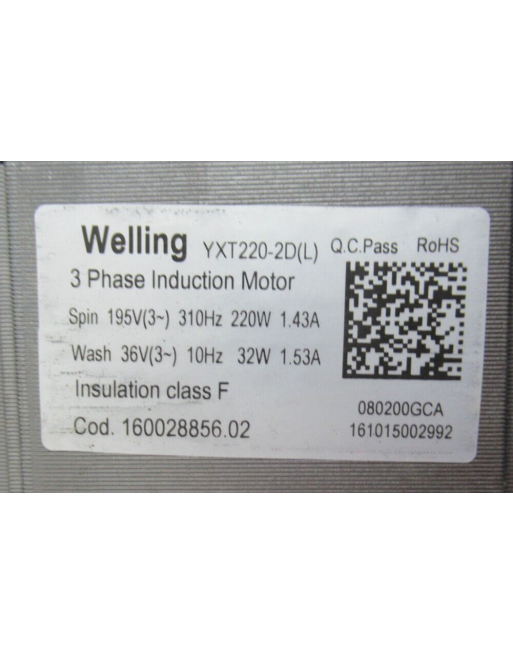 Welling YXT220-2D(L) Q.C.Pass RoHS
3 Phase Induction Motor
Spin 195V(3~) 310Hz 220W 1.43A
Wash 36V(3~) 10Hz 32W 1.53A
Insulation class F
Cod. 160028856.02
080200GCA
161015002992